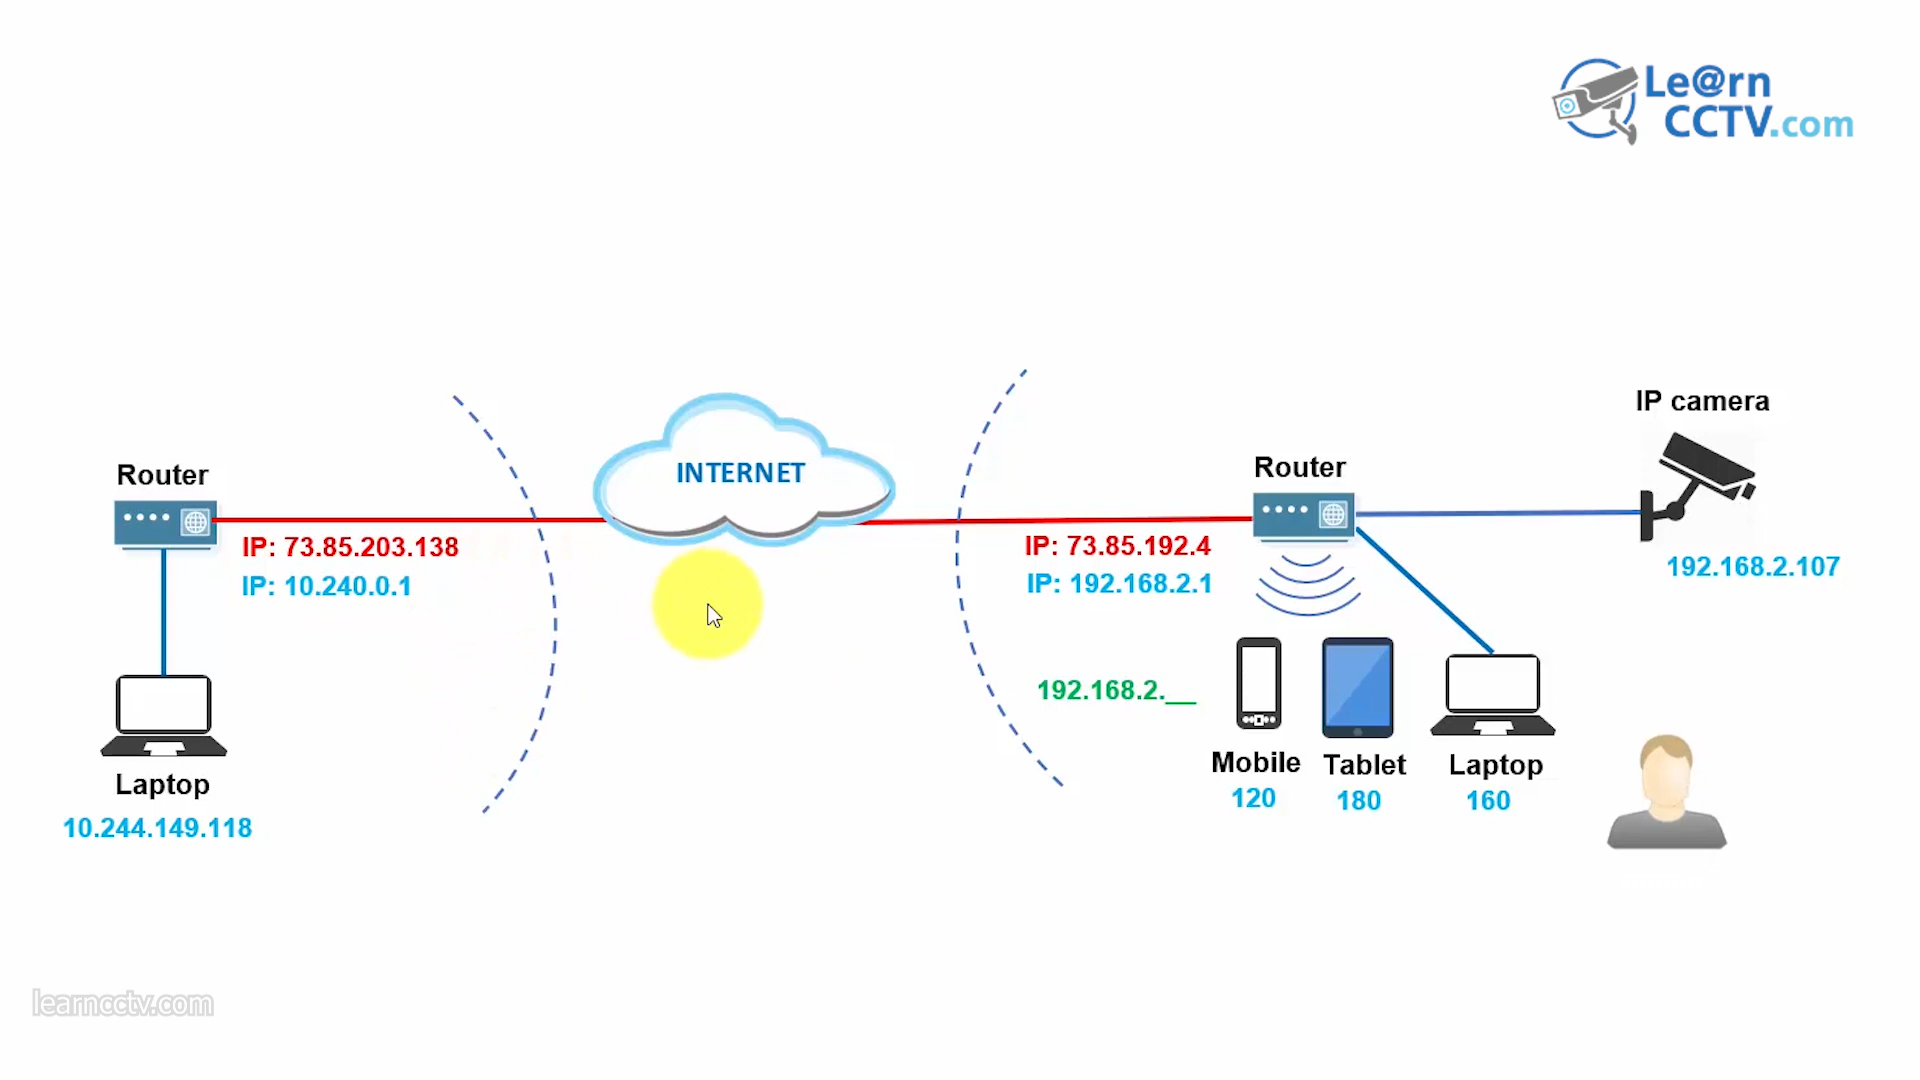 Le@rn
CCTV.com
IP camera
Router
INTERNET
Router
IP: 73.85.203.138
IP: 10.240.0.1
IP: 73.85.192.4
IP: 192.168.2.1
192.168.2.107
192.168.2.__
Laptop
10.244.149.118
Mobile
120
Tablet
180
Laptop
160
learncctv.com